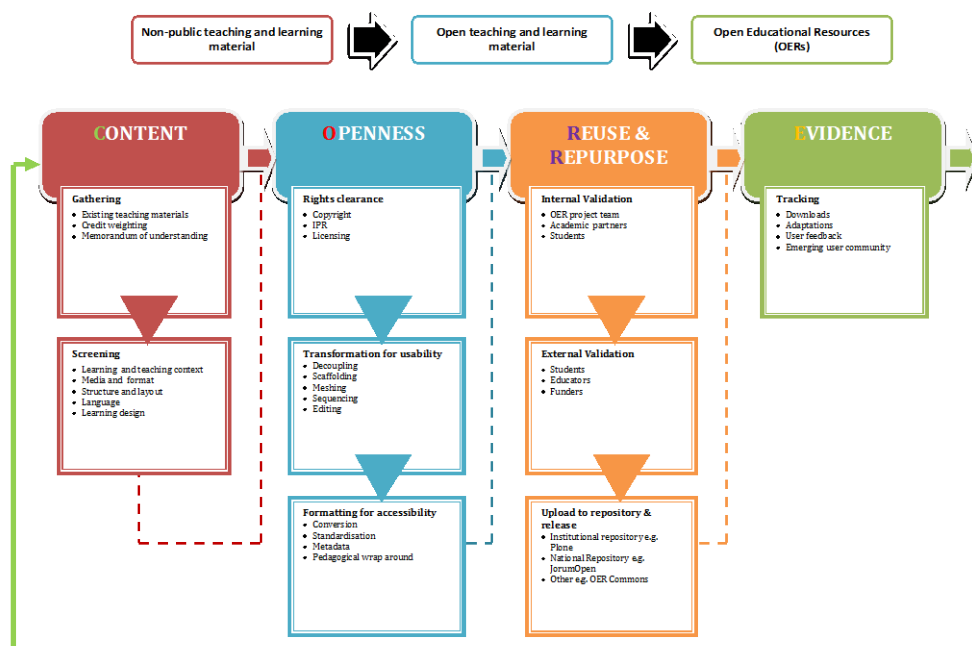 Non-public teaching and learning
material
Open teaching and learning
material
Open Educational Resources
(OERs)
CONTENT
Gathering
Existing teaching materials
Credit weighting
Memorandum of understanding
Screening
Learning and teaching context
Media and format
Structure and layout
Language
Learning design
OPENNESS
Rights clearance
Copyright
IPR
Licensing
Transformation for usability
Decoupling
Scaffolding
Meshing
Sequencing
Editing
Formatting for accessibility
Conversion
Standardisation
Metadata
Pedagogical wrap around
REUSE &
REPURPOSE
Internal Validation
OER project team
Academic partners
Students
External Validation
Students
Educators
Funders
Upload to repository &
release
Institutional repository e.g.
Plone
National Repository e.g.
JorumOpen
Other e.g. OER Commons
EVIDENCE
Tracking
Downloads
Adaptations
User feedback
Emerging user community